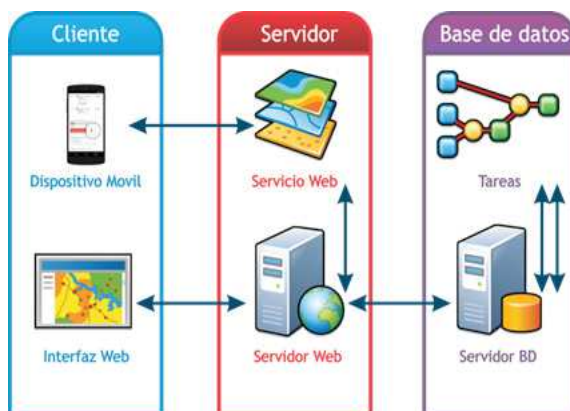 Cliente
Servidor
Base de datos
Dispositivo Movil
Servicio Web
Tareas
Interfaz Web
Servidor Web
Servidor BD